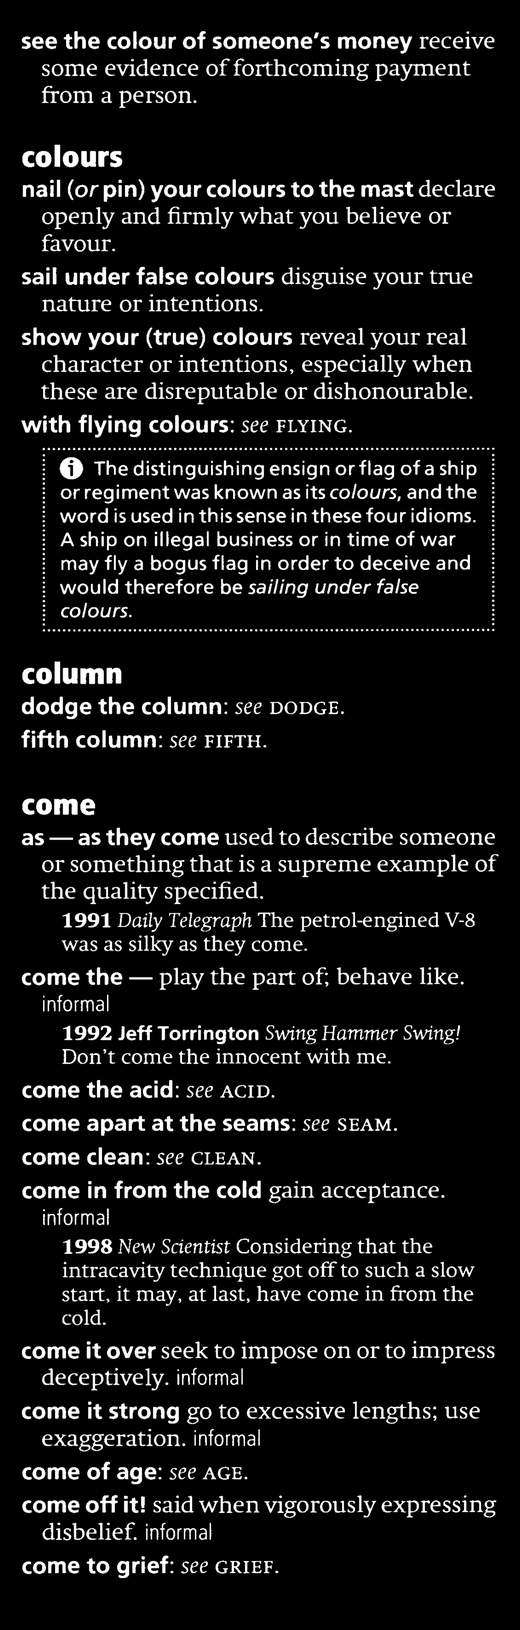 see the colour of someone's money receive
some evidence of forthcoming payment
from a person.
colours
nail (or pin) your colours to the mast declare
openly and firmly what you believe or
favour.
sail under false colours disguise your true
nature or intentions.
show your (true) colours reveal your real
character or intentions, especially when
these are disreputable or dishonourable.
with flying colours: see FLYING.
i The distinguishing ensign or flag of a ship
or regiment was known as its colours, and the
word is used in this sense in these four idioms.
A ship on illegal business or in time of war
may fly a bogus flag in order to deceive and
would therefore be sailing under false
colours.
column
dodge the column: see DODGE.
fifth column: see FIFTH.
come
as — as they come used to describe someone
or something that is a supreme example of
the quality specified.
1991 Daily Telegraph The petrol-engined V-8
was as silky as they come.
come the — play the part of; behave like.
informal
1992 Jeff Torrington Swing Hammer Swing!
Don't come the innocent with me.
come the acid: see ACID.
come apart at the seams: see SEAM.
come clean: see CLEAN.
come in from the cold gain acceptance.
informal
1998 New Scientist Considering that the
intracavity technique got off to such a slow
start, it may, at last, have come in from the
cold.
come it over seek to impose on or to impress
deceptively. informal
come it strong go to excessive lengths; use
exaggeration. informal
come of age: see AGE.
come off it! said when vigorously expressing
disbelief. informal
come to grief: see GRIEF.